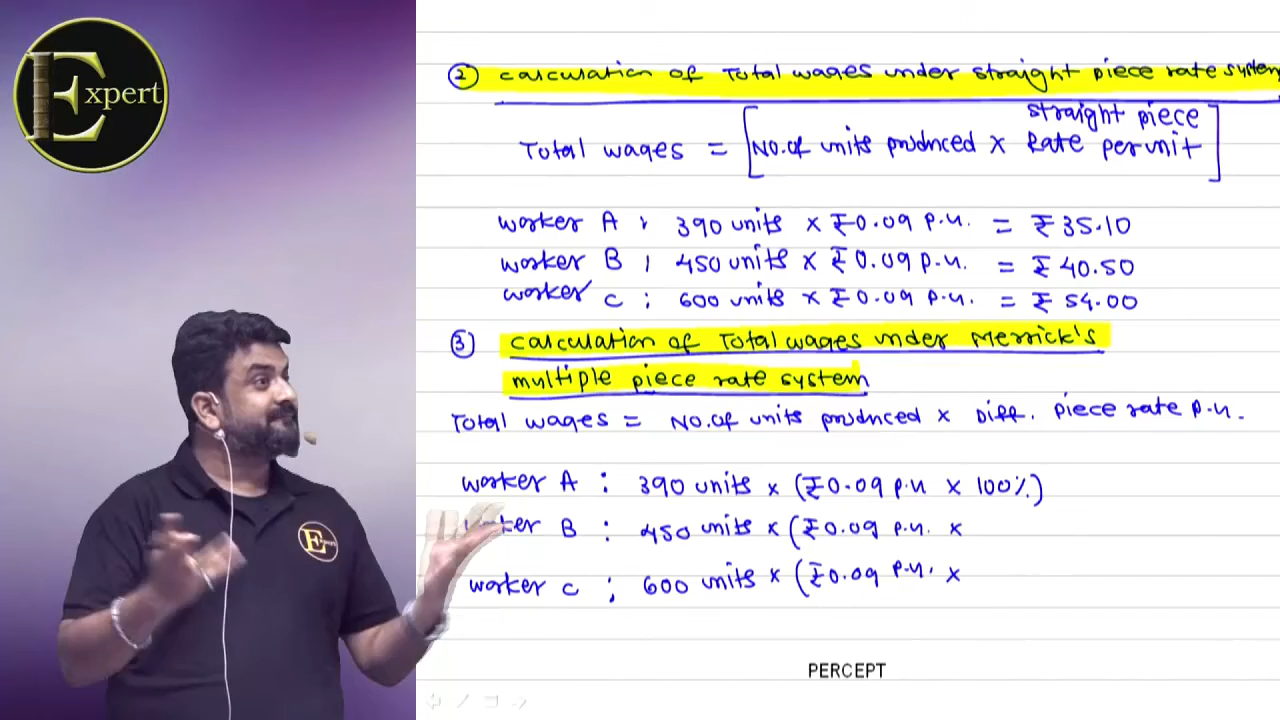 Expert
② Calculation of Total wages under straight piece rate system
straight piece
Total wages = [No. of units produced × Rate per unit]
worker A : 390 units × ₹0.09 p.u. = ₹35.10
worker B : 450 units × ₹0.09 p.u. = ₹40.50
worker C : 600 units × ₹0.09 p.u. = ₹54.00
③ Calculation of Total wages under Merrick's
multiple piece rate system
Total wages = No. of units produced × Diff. piece rate p.u.
worker A : 390 units × (₹0.09 p.u × 100%)
worker B : 450 units × (₹0.09 p.u. ×
worker C : 600 units × (₹0.09 p.u. ×
PERCEPT